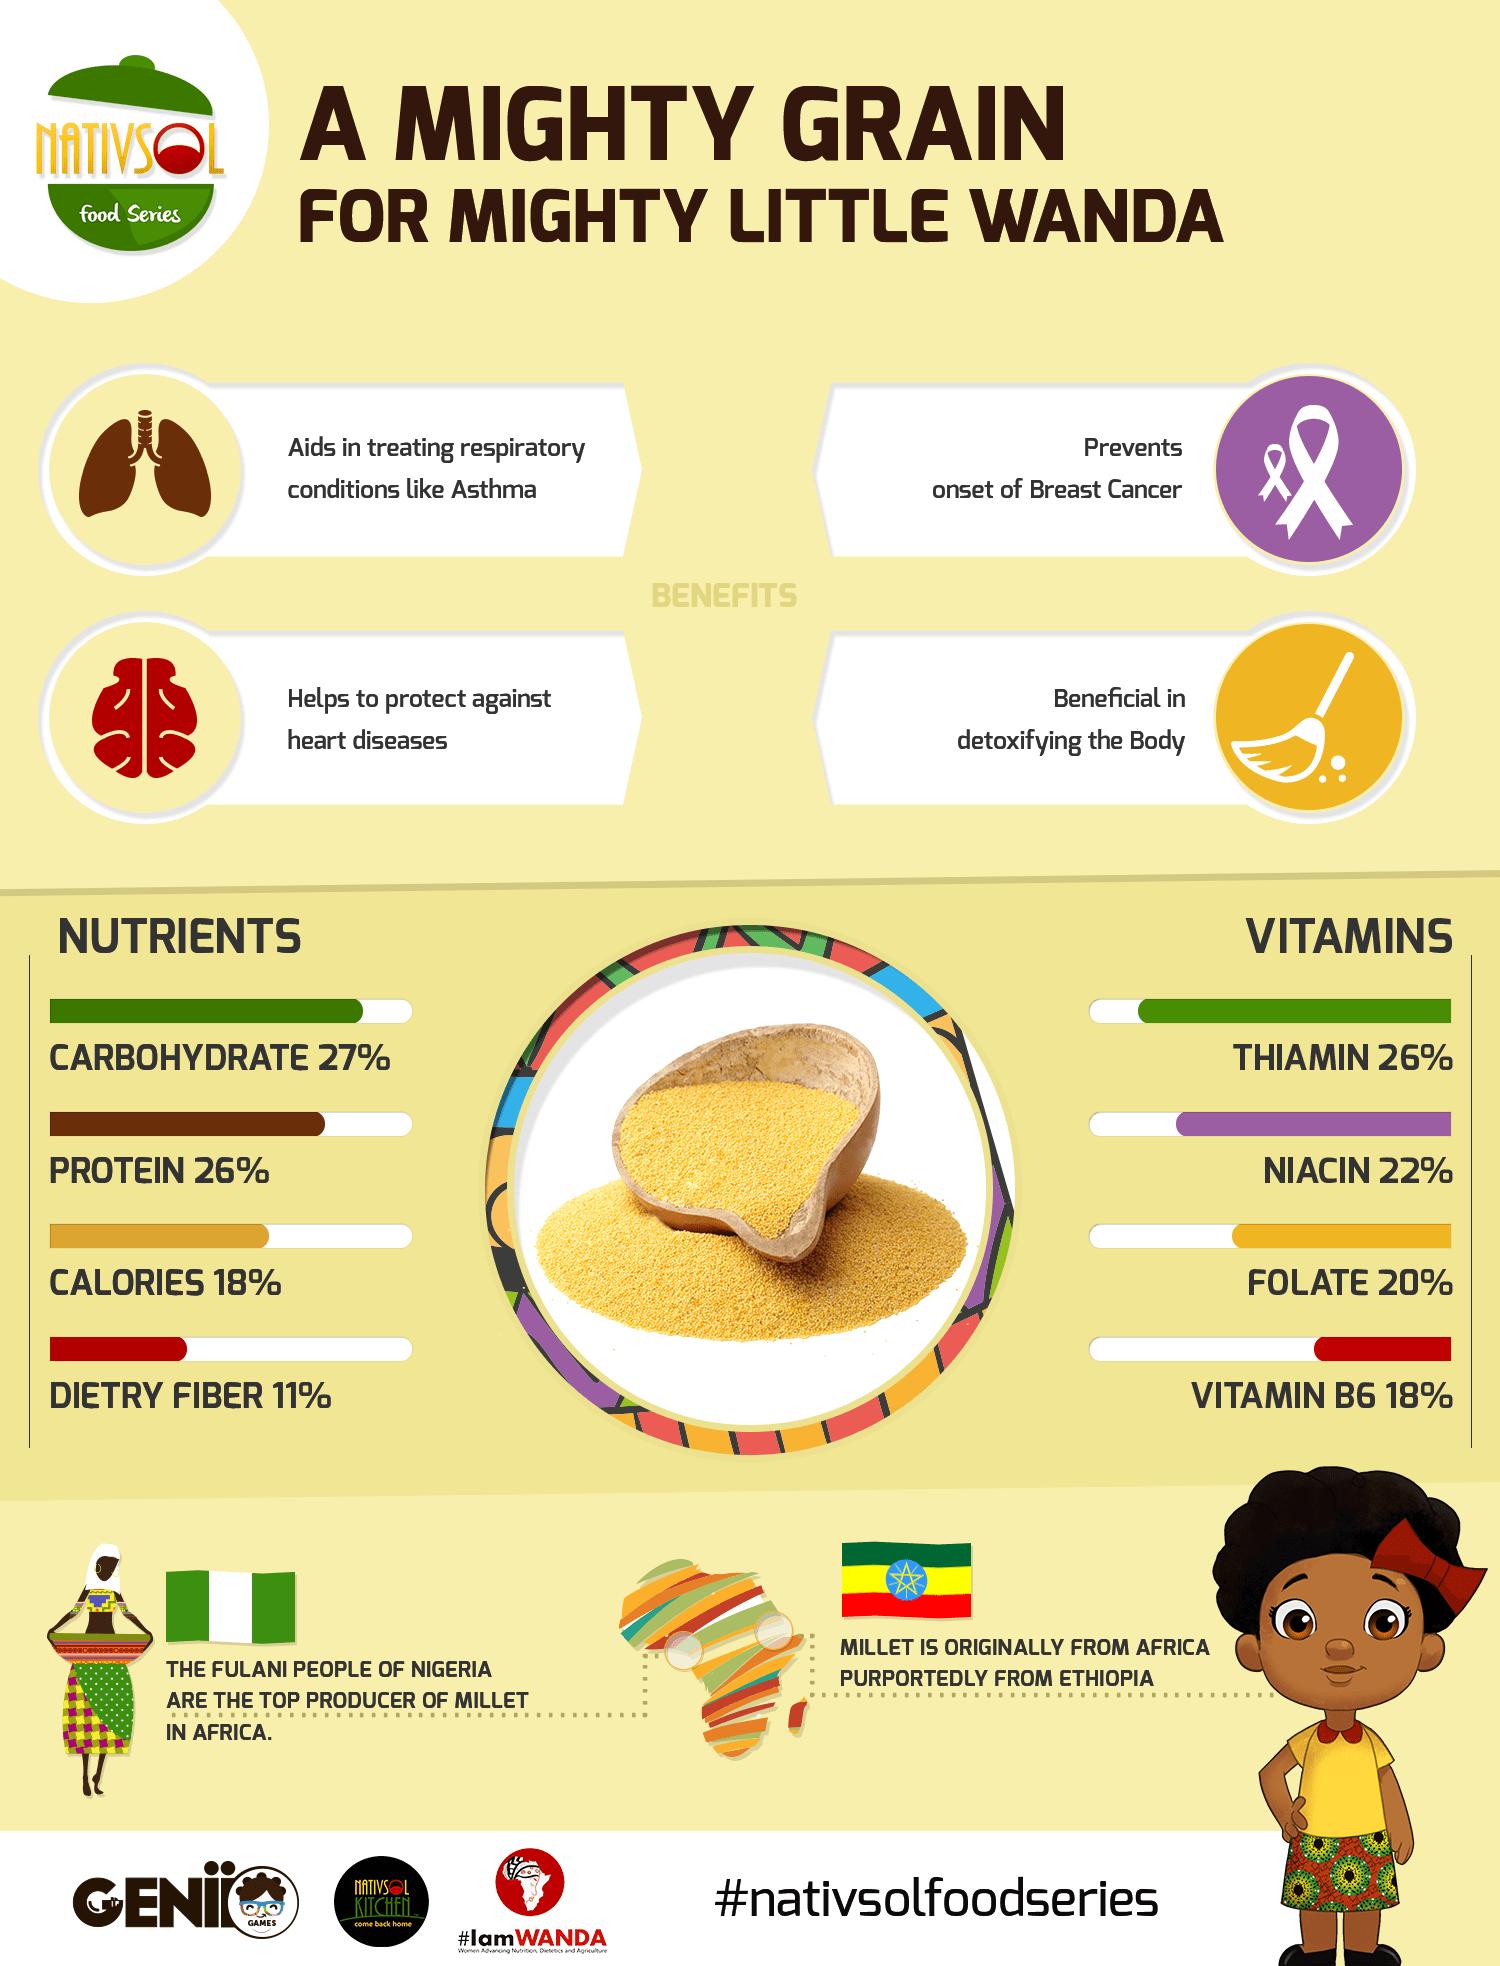 NATIVSOL
food Series
A MIGHTY GRAIN
FOR MIGHTY LITTLE WANDA
Aids in treating respiratory
conditions like Asthma
Prevents
onset of Breast Cancer
BENEFITS
Helps to protect against
heart diseases
Beneficial in
detoxifying the Body
NUTRIENTS
CARBOHYDRATE 27%
PROTEIN 26%
CALORIES 18%
DIETRY FIBER 11%
VITAMINS
THIAMIN 26%
NIACIN 22%
FOLATE 20%
VITAMIN B6 18%
THE FULANI PEOPLE OF NIGERIA
ARE THE TOP PRODUCER OF MILLET
IN AFRICA.
MILLET IS ORIGINALLY FROM AFRICA
PURPORTEDLY FROM ETHIOPIA
GENII
GAMES
NATIVSOL
KITCHEN
come back home
#IamWANDA
Women Advancing Nutrition, Dietetics and Agriculture
#nativsolfoodseries